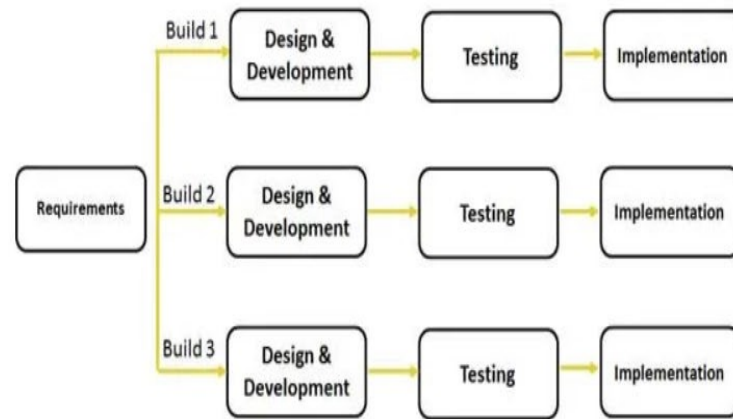 Build 1
Design &
Development
Testing
Implementation
Requirements
Build 2
Design &
Development
Testing
Implementation
Build 3
Design &
Development
Testing
Implementation